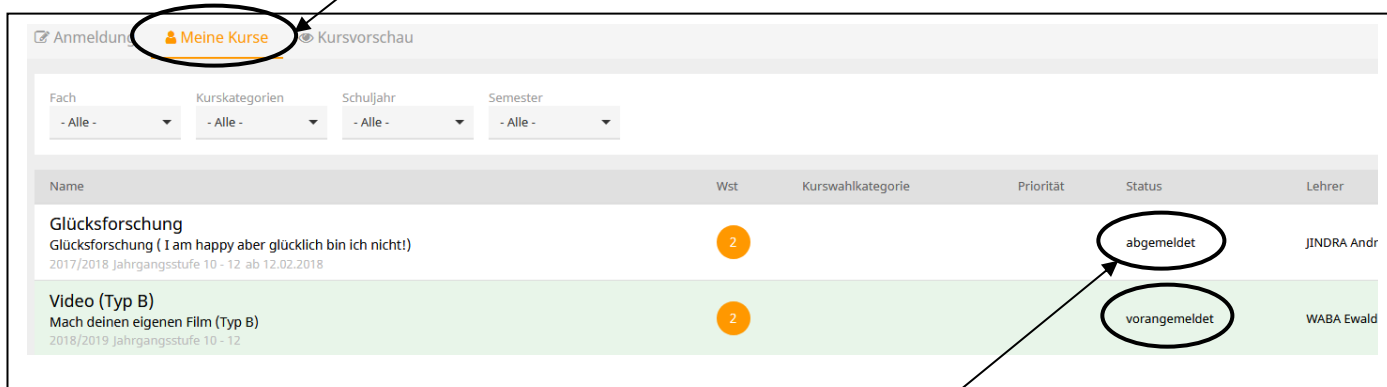 Anmeldung Meine Kurse Kursvorschau
Fach Kurskategorien Schuljahr Semester
- Alle - - Alle - - Alle - - Alle -
Name Wst Kurswahlkategorie Priorität Status Lehrer
Glücksforschung
Glücksforschung ( I am happy aber glücklich bin ich nicht!) 2 abgemeldet JINDRA Andr
2017/2018 Jahrgangsstufe 10 - 12 ab 12.02.2018
Video (Typ B)
Mach deinen eigenen Film (Typ B) 2 vorangemeldet WABA Ewald
2018/2019 Jahrgangsstufe 10 - 12